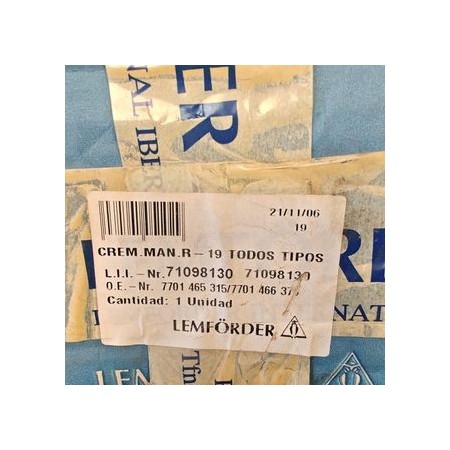 ER
NAL IBER
21/11/06
19
CREM.MAN.R-19 TODOS TIPOS
L.I.I.-Nr. 71098130 71098130
O.E.-Nr. 7701 465 315/7701 466 37
Cantidad: 1 Unidad
LEMFÖRDER
RE
NAT
LEM
Tfn